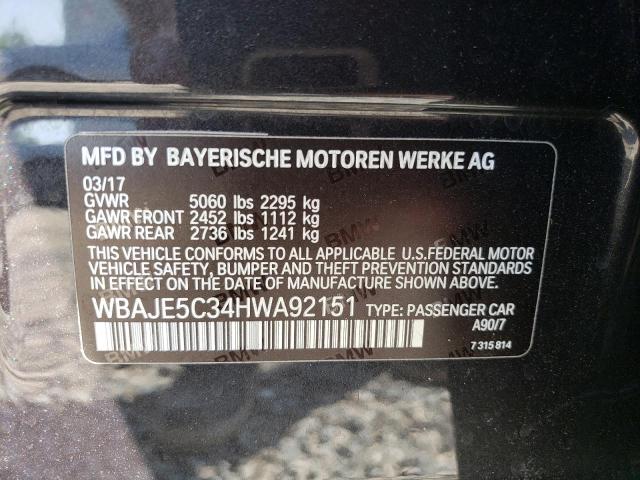 MFD BY BAYERISCHE MOTOREN WERKE AG
03/17
GVWR 5060 lbs 2295 kg
GAWR FRONT 2452 lbs 1112 kg
GAWR REAR 2736 lbs 1241 kg
THIS VEHICLE CONFORMS TO ALL APPLICABLE U.S.FEDERAL MOTOR
VEHICLE SAFETY, BUMPER AND THEFT PREVENTION STANDARDS
IN EFFECT ON THE DATE OF MANUFACTURE SHOWN ABOVE.
WBAJE5C34HWA92151 TYPE: PASSENGER CAR
A90/7
7 315 814